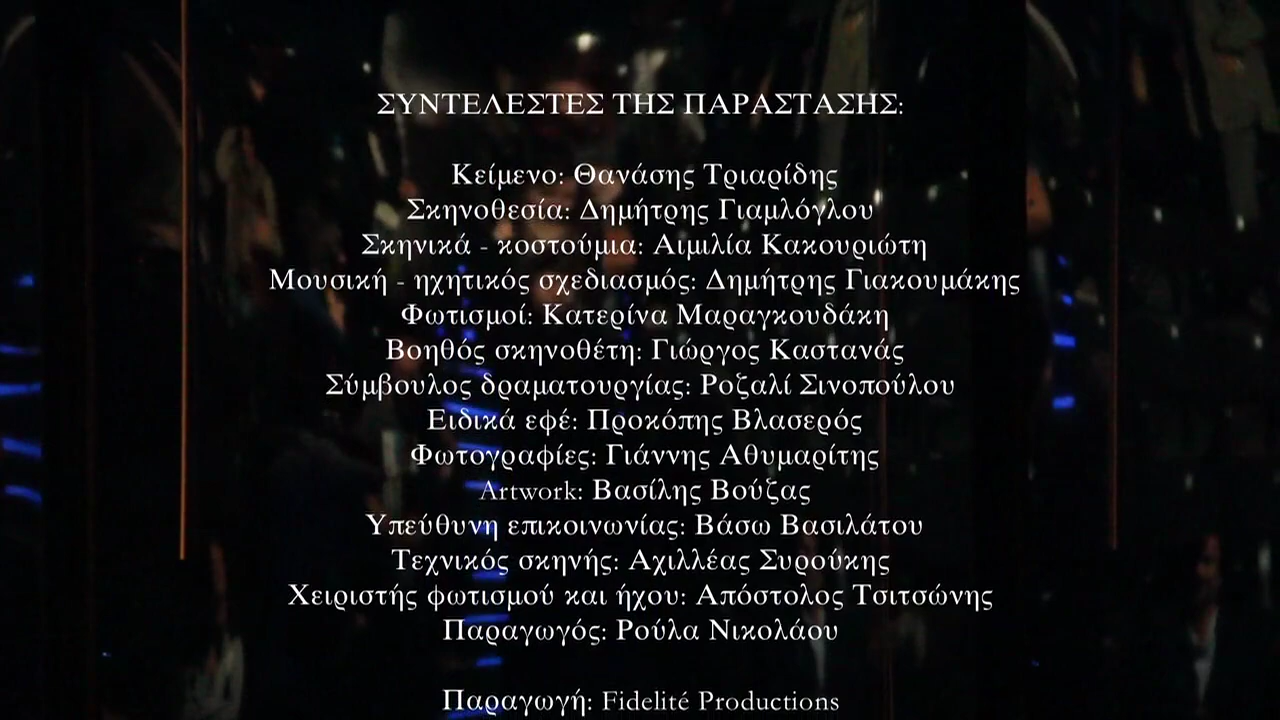 ΣΥΝΤΕΛΕΣΤΕΣ ΤΗΣ ΠΑΡΑΣΤΑΣΗΣ:
Κείμενο: Θανάσης Τριαρίδης
Σκηνοθεσία: Δημήτρης Γιαμλόγλου
Σκηνικά - κοστούμια: Αιμιλία Κακουριώτη
Μουσική - ηχητικός σχεδιασμός: Δημήτρης Γιακουμάκης
Φωτισμοί: Κατερίνα Μαραγκουδάκη
Βοηθός σκηνοθέτη: Γιώργος Καστανάς
Σύμβουλος δραματουργίας: Ροζαλί Σινοπούλου
Ειδικά εφέ: Προκόπης Βλασερός
Φωτογραφίες: Γιάννης Αθυμαρίτης
Artwork: Βασίλης Βούζας
Υπεύθυνη επικοινωνίας: Βάσω Βασιλάτου
Τεχνικός σκηνής: Αχιλλέας Συρούκης
Χειριστής φωτισμού και ήχου: Απόστολος Τσιτσώνης
Παραγωγός: Ρούλα Νικολάου
Παραγωγή: Fidelité Productions